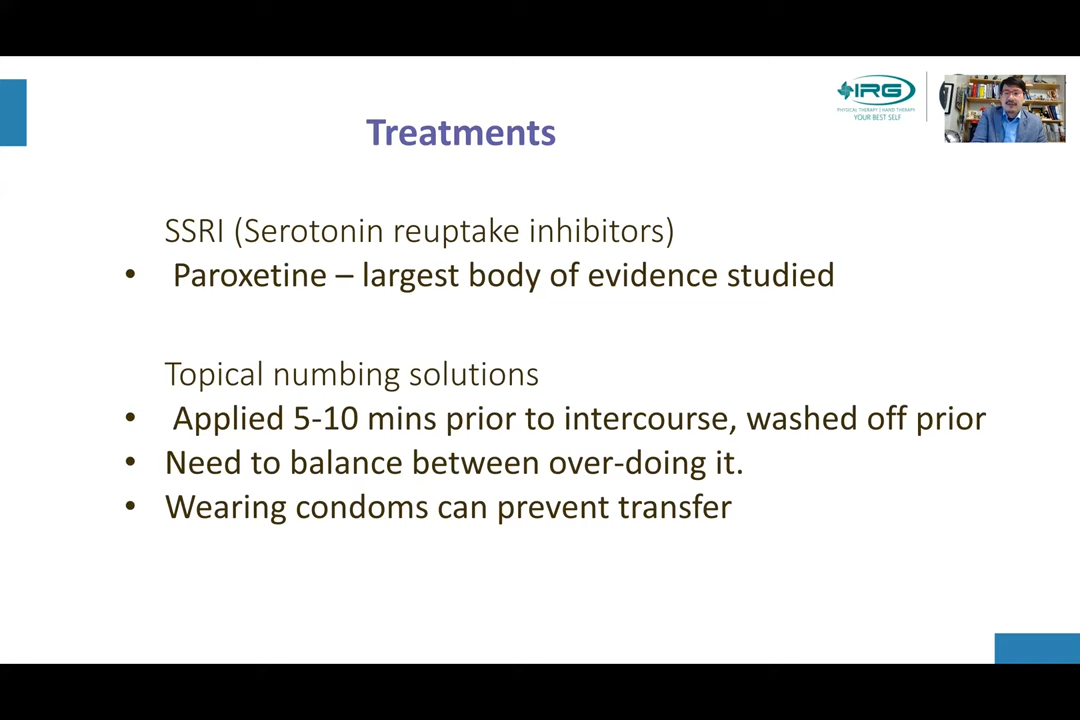 IRG
PHYSICAL THERAPY | HAND THERAPY
YOUR BEST SELF
Treatments
SSRI (Serotonin reuptake inhibitors)
• Paroxetine – largest body of evidence studied
Topical numbing solutions
• Applied 5-10 mins prior to intercourse, washed off prior
• Need to balance between over-doing it.
• Wearing condoms can prevent transfer